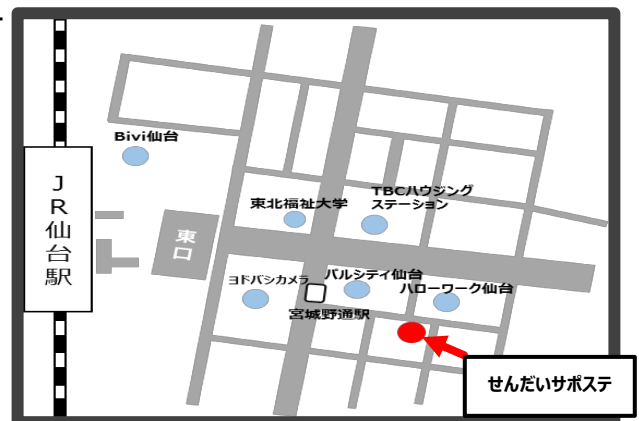 Bivi仙台
JR仙台駅
東口
東北福祉大学
TBCハウジング
ステーション
ヨドバシカメラ
パルシティ仙台
ハローワーク仙台
宮城野通駅
せんだいサポステ